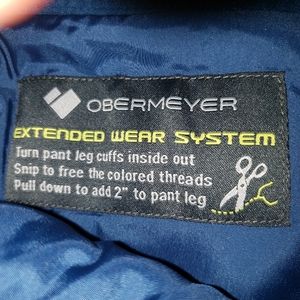 OBERMEYER
EXTENDED WEAR SYSTEM
Turn pant leg cuffs inside out
Snip to free the colored threads
Pull down to add 2" to pant leg